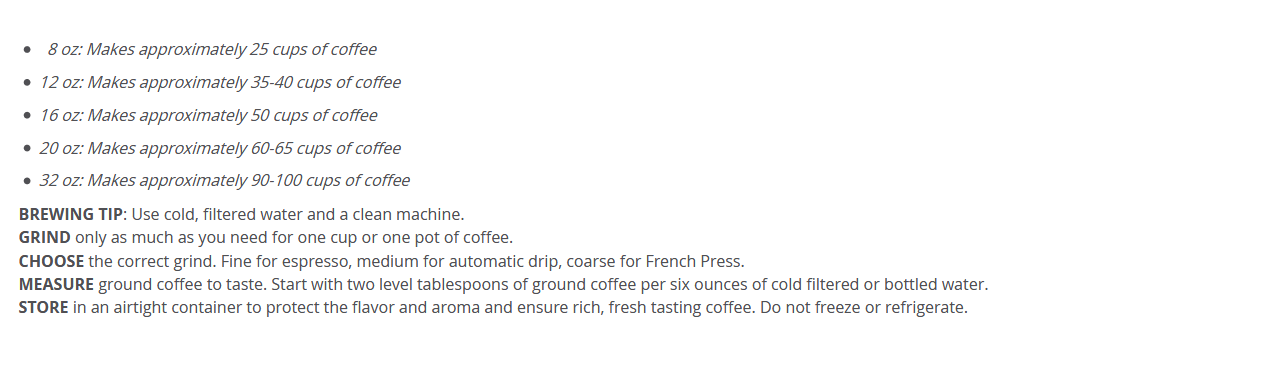 • 8 oz: Makes approximately 25 cups of coffee
• 12 oz: Makes approximately 35-40 cups of coffee
• 16 oz: Makes approximately 50 cups of coffee
• 20 oz: Makes approximately 60-65 cups of coffee
• 32 oz: Makes approximately 90-100 cups of coffee
BREWING TIP: Use cold, filtered water and a clean machine.
GRIND only as much as you need for one cup or one pot of coffee.
CHOOSE the correct grind. Fine for espresso, medium for automatic drip, coarse for French Press.
MEASURE ground coffee to taste. Start with two level tablespoons of ground coffee per six ounces of cold filtered or bottled water.
STORE in an airtight container to protect the flavor and aroma and ensure rich, fresh tasting coffee. Do not freeze or refrigerate.